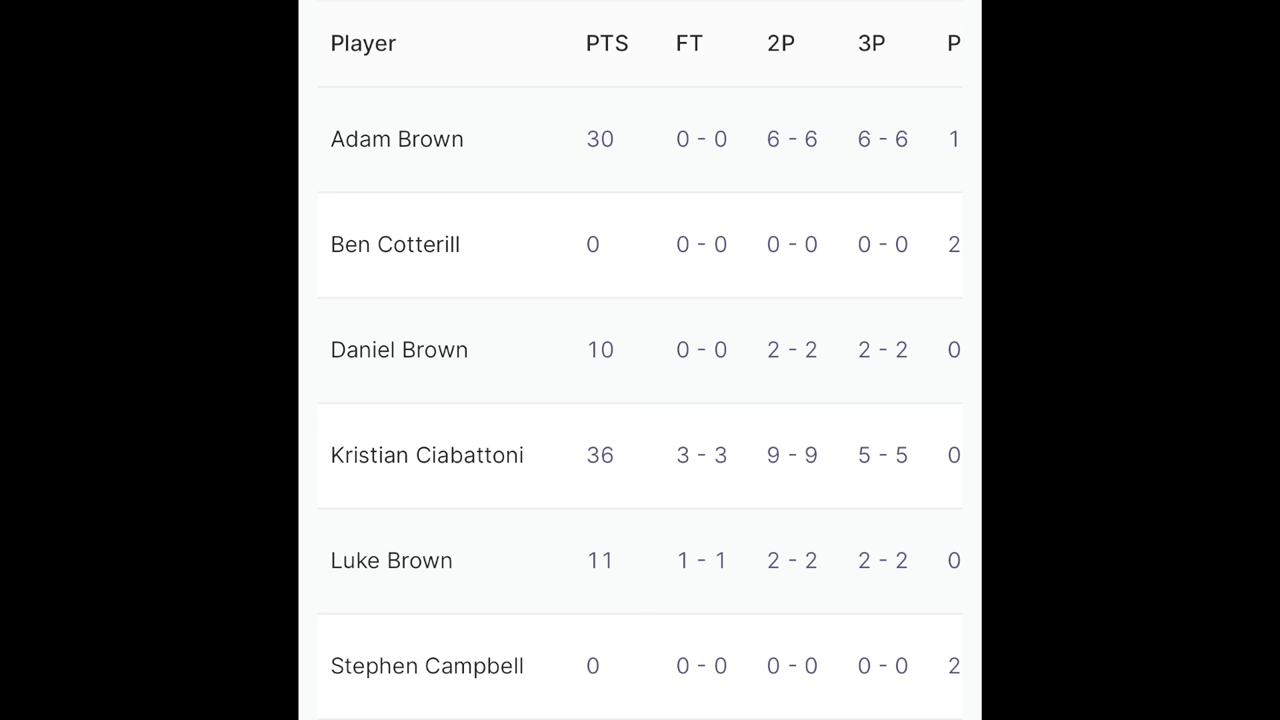 Player PTS FT 2P 3P P
Adam Brown 30 0 - 0 6 - 6 6 - 6 1
Ben Cotterill 0 0 - 0 0 - 0 0 - 0 2
Daniel Brown 10 0 - 0 2 - 2 2 - 2 0
Kristian Ciabattoni 36 3 - 3 9 - 9 5 - 5 0
Luke Brown 11 1 - 1 2 - 2 2 - 2 0
Stephen Campbell 0 0 - 0 0 - 0 0 - 0 2